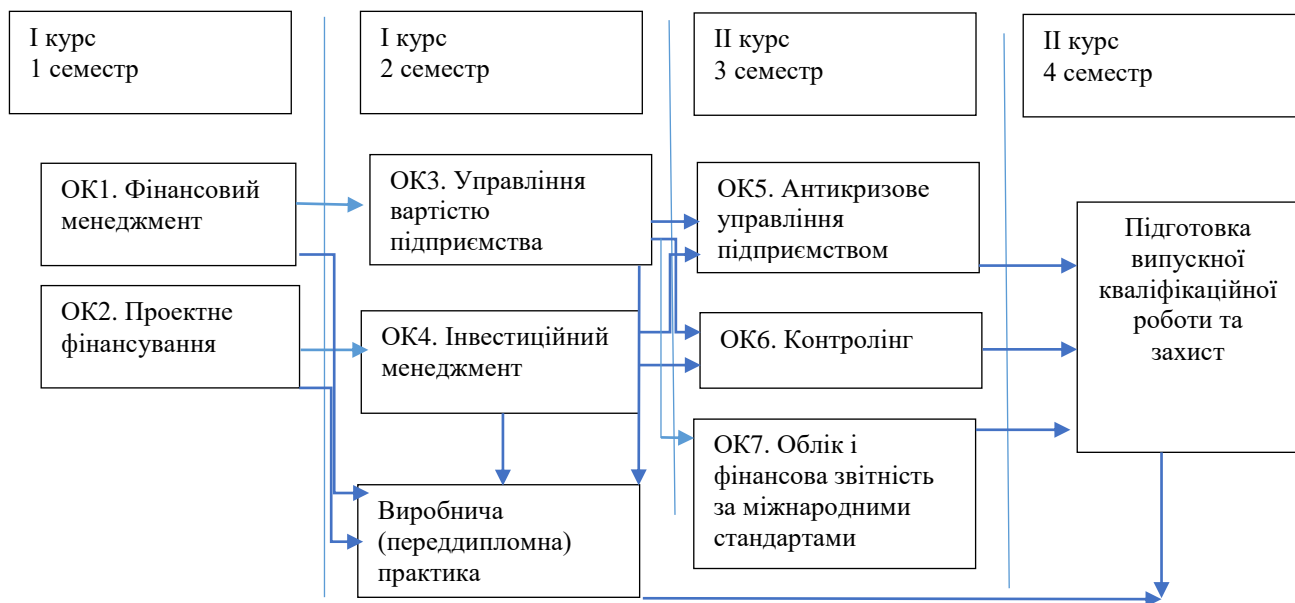 І курс
1 семестр
І курс
2 семестр
ІІ курс
3 семестр
ІІ курс
4 семестр
ОК1. Фінансовий
менеджмент
ОК2. Проектне
фінансування
ОК3. Управління
вартістю
підприємства
ОК4. Інвестиційний
менеджмент
Виробнича
(переддипломна)
практика
ОК5. Антикризове
управління
підприємством
ОК6. Контролінг
ОК7. Облік і
фінансова звітність
за міжнародними
стандартами
Підготовка
випускної
кваліфікаційної
роботи та
захист